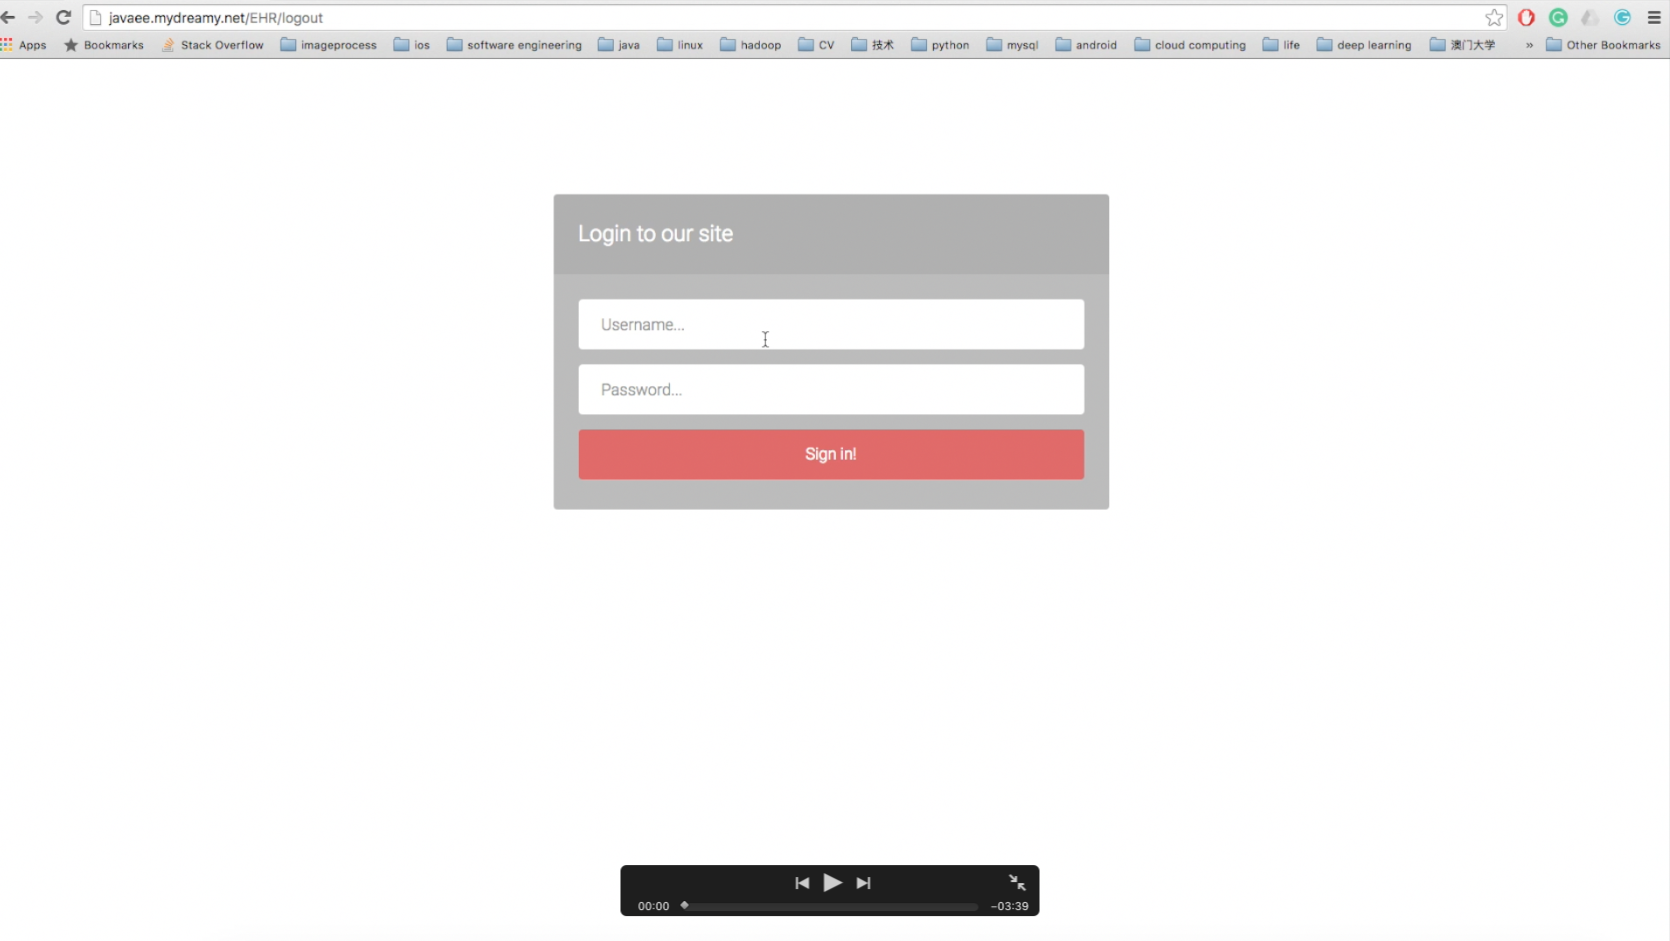 javaee.mydreamy.net/EHR/logout
Apps Bookmarks Stack Overflow imageprocess ios software engineering java linux hadoop CV 技术 python mysql android cloud computing life deep learning 澳门大学 » Other Bookmarks
Login to our site
Username...
Password...
Sign in!
00:00 -03:39